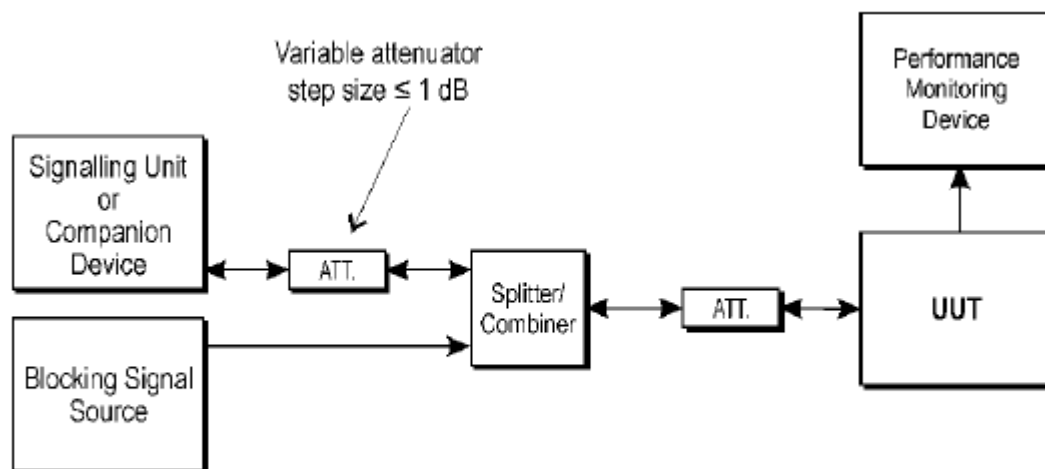 Variable attenuator
step size ≤ 1 dB
Performance
Monitoring
Device
Signalling Unit
or
Companion
Device
ATT.
Splitter/
Combiner
ATT.
UUT
Blocking Signal
Source